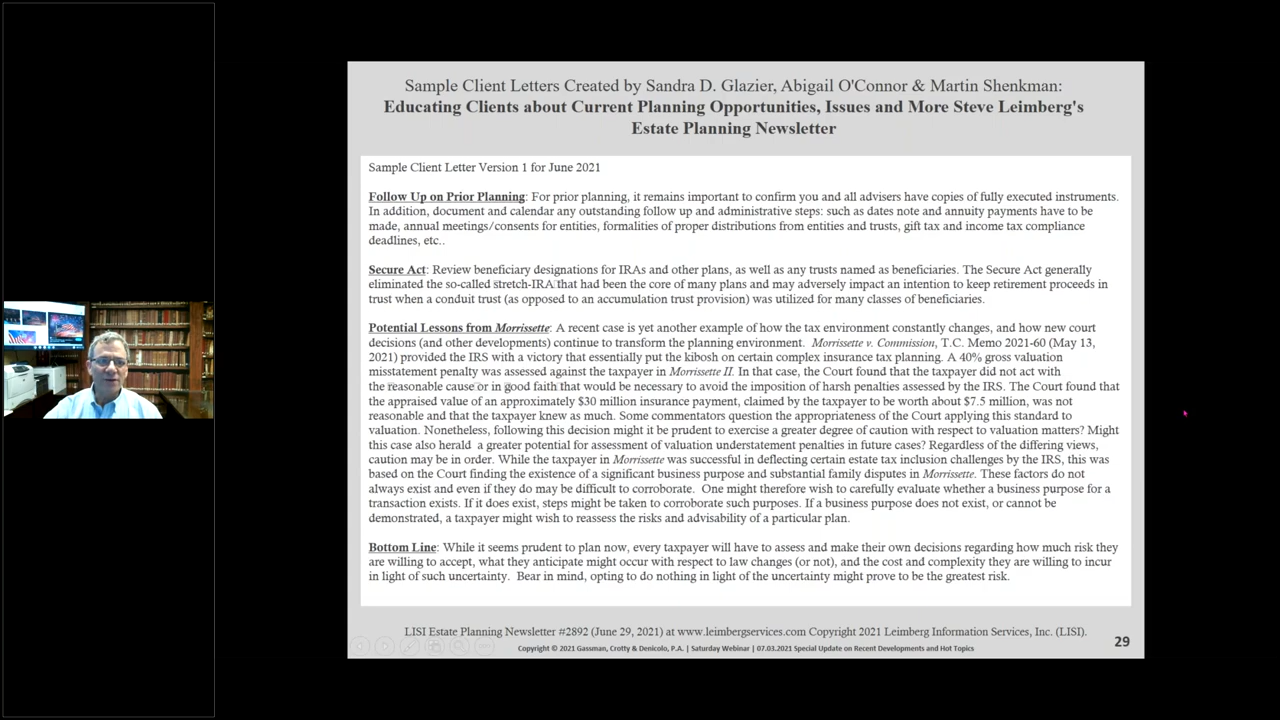 Sample Client Letters Created by Sandra D. Glazier, Abigail O'Connor & Martin Shenkman:
Educating Clients about Current Planning Opportunities, Issues and More Steve Leimberg's
Estate Planning Newsletter
Sample Client Letter Version 1 for June 2021
Follow Up on Prior Planning: For prior planning, it remains important to confirm you and all advisers have copies of fully executed instruments.
In addition, document and calendar any outstanding follow up and administrative steps: such as dates note and annuity payments have to be
made, annual meetings/consents for entities, formalities of proper distributions from entities and trusts, gift tax and income tax compliance
deadlines, etc..
Secure Act: Review beneficiary designations for IRAs and other plans, as well as any trusts named as beneficiaries. The Secure Act generally
eliminated the so-called stretch-IRA that had been the core of many plans and may adversely impact an intention to keep retirement proceeds in
trust when a conduit trust (as opposed to an accumulation trust provision) was utilized for many classes of beneficiaries.
Potential Lessons from Morrissette: A recent case is yet another example of how the tax environment constantly changes, and how new court
decisions (and other developments) continue to transform the planning environment. Morrisette v. Commission, T.C. Memo 2021-60 (May 13,
2021) provided the IRS with a victory that essentially put the kibosh on certain complex insurance tax planning. A 40% gross valuation
misstatement penalty was assessed against the taxpayer in Morrissette II. In that case, the Court found that the taxpayer did not act with
the reasonable cause or in good faith that would be necessary to avoid the imposition of harsh penalties assessed by the IRS. The Court found that
the appraised value of an approximately $30 million insurance payment, claimed by the taxpayer to be worth about $7.5 million, was not
reasonable and that the taxpayer knew as much. Some commentators question the appropriateness of the Court applying this standard to
valuation. Nonetheless, following this decision might it be prudent to exercise a greater degree of caution with respect to valuation matters? Might
this case also herald a greater potential for assessment of valuation understatement penalties in future cases? Regardless of the differing views,
caution may be in order. While the taxpayer in Morrissette was successful in deflecting certain estate tax inclusion challenges by the IRS, this was
based on the Court finding the existence of a significant business purpose and substantial family disputes in Morrissette. These factors do not
always exist and even if they do may be difficult to corroborate. One might therefore wish to carefully evaluate whether a business purpose for a
transaction exists. If it does exist, steps might be taken to corroborate such purposes. If a business purpose does not exist, or cannot be
demonstrated, a taxpayer might wish to reassess the risks and advisability of a particular plan.
Bottom Line: While it seems prudent to plan now, every taxpayer will have to assess and make their own decisions regarding how much risk they
are willing to accept, what they anticipate might occur with respect to law changes (or not), and the cost and complexity they are willing to incur
in light of such uncertainty. Bear in mind, opting to do nothing in light of the uncertainty might prove to be the greatest risk.
LISI Estate Planning Newsletter #2892 (June 29, 2021) at www.leimbergservices.com Copyright 2021 Leimberg Information Services, Inc. (LISI).
Copyright © 2021 Gassman, Crotty & Denicolo, P.A. | Saturday Webinar | 07.03.2021 Special Update on Recent Developments and Hot Topics
29